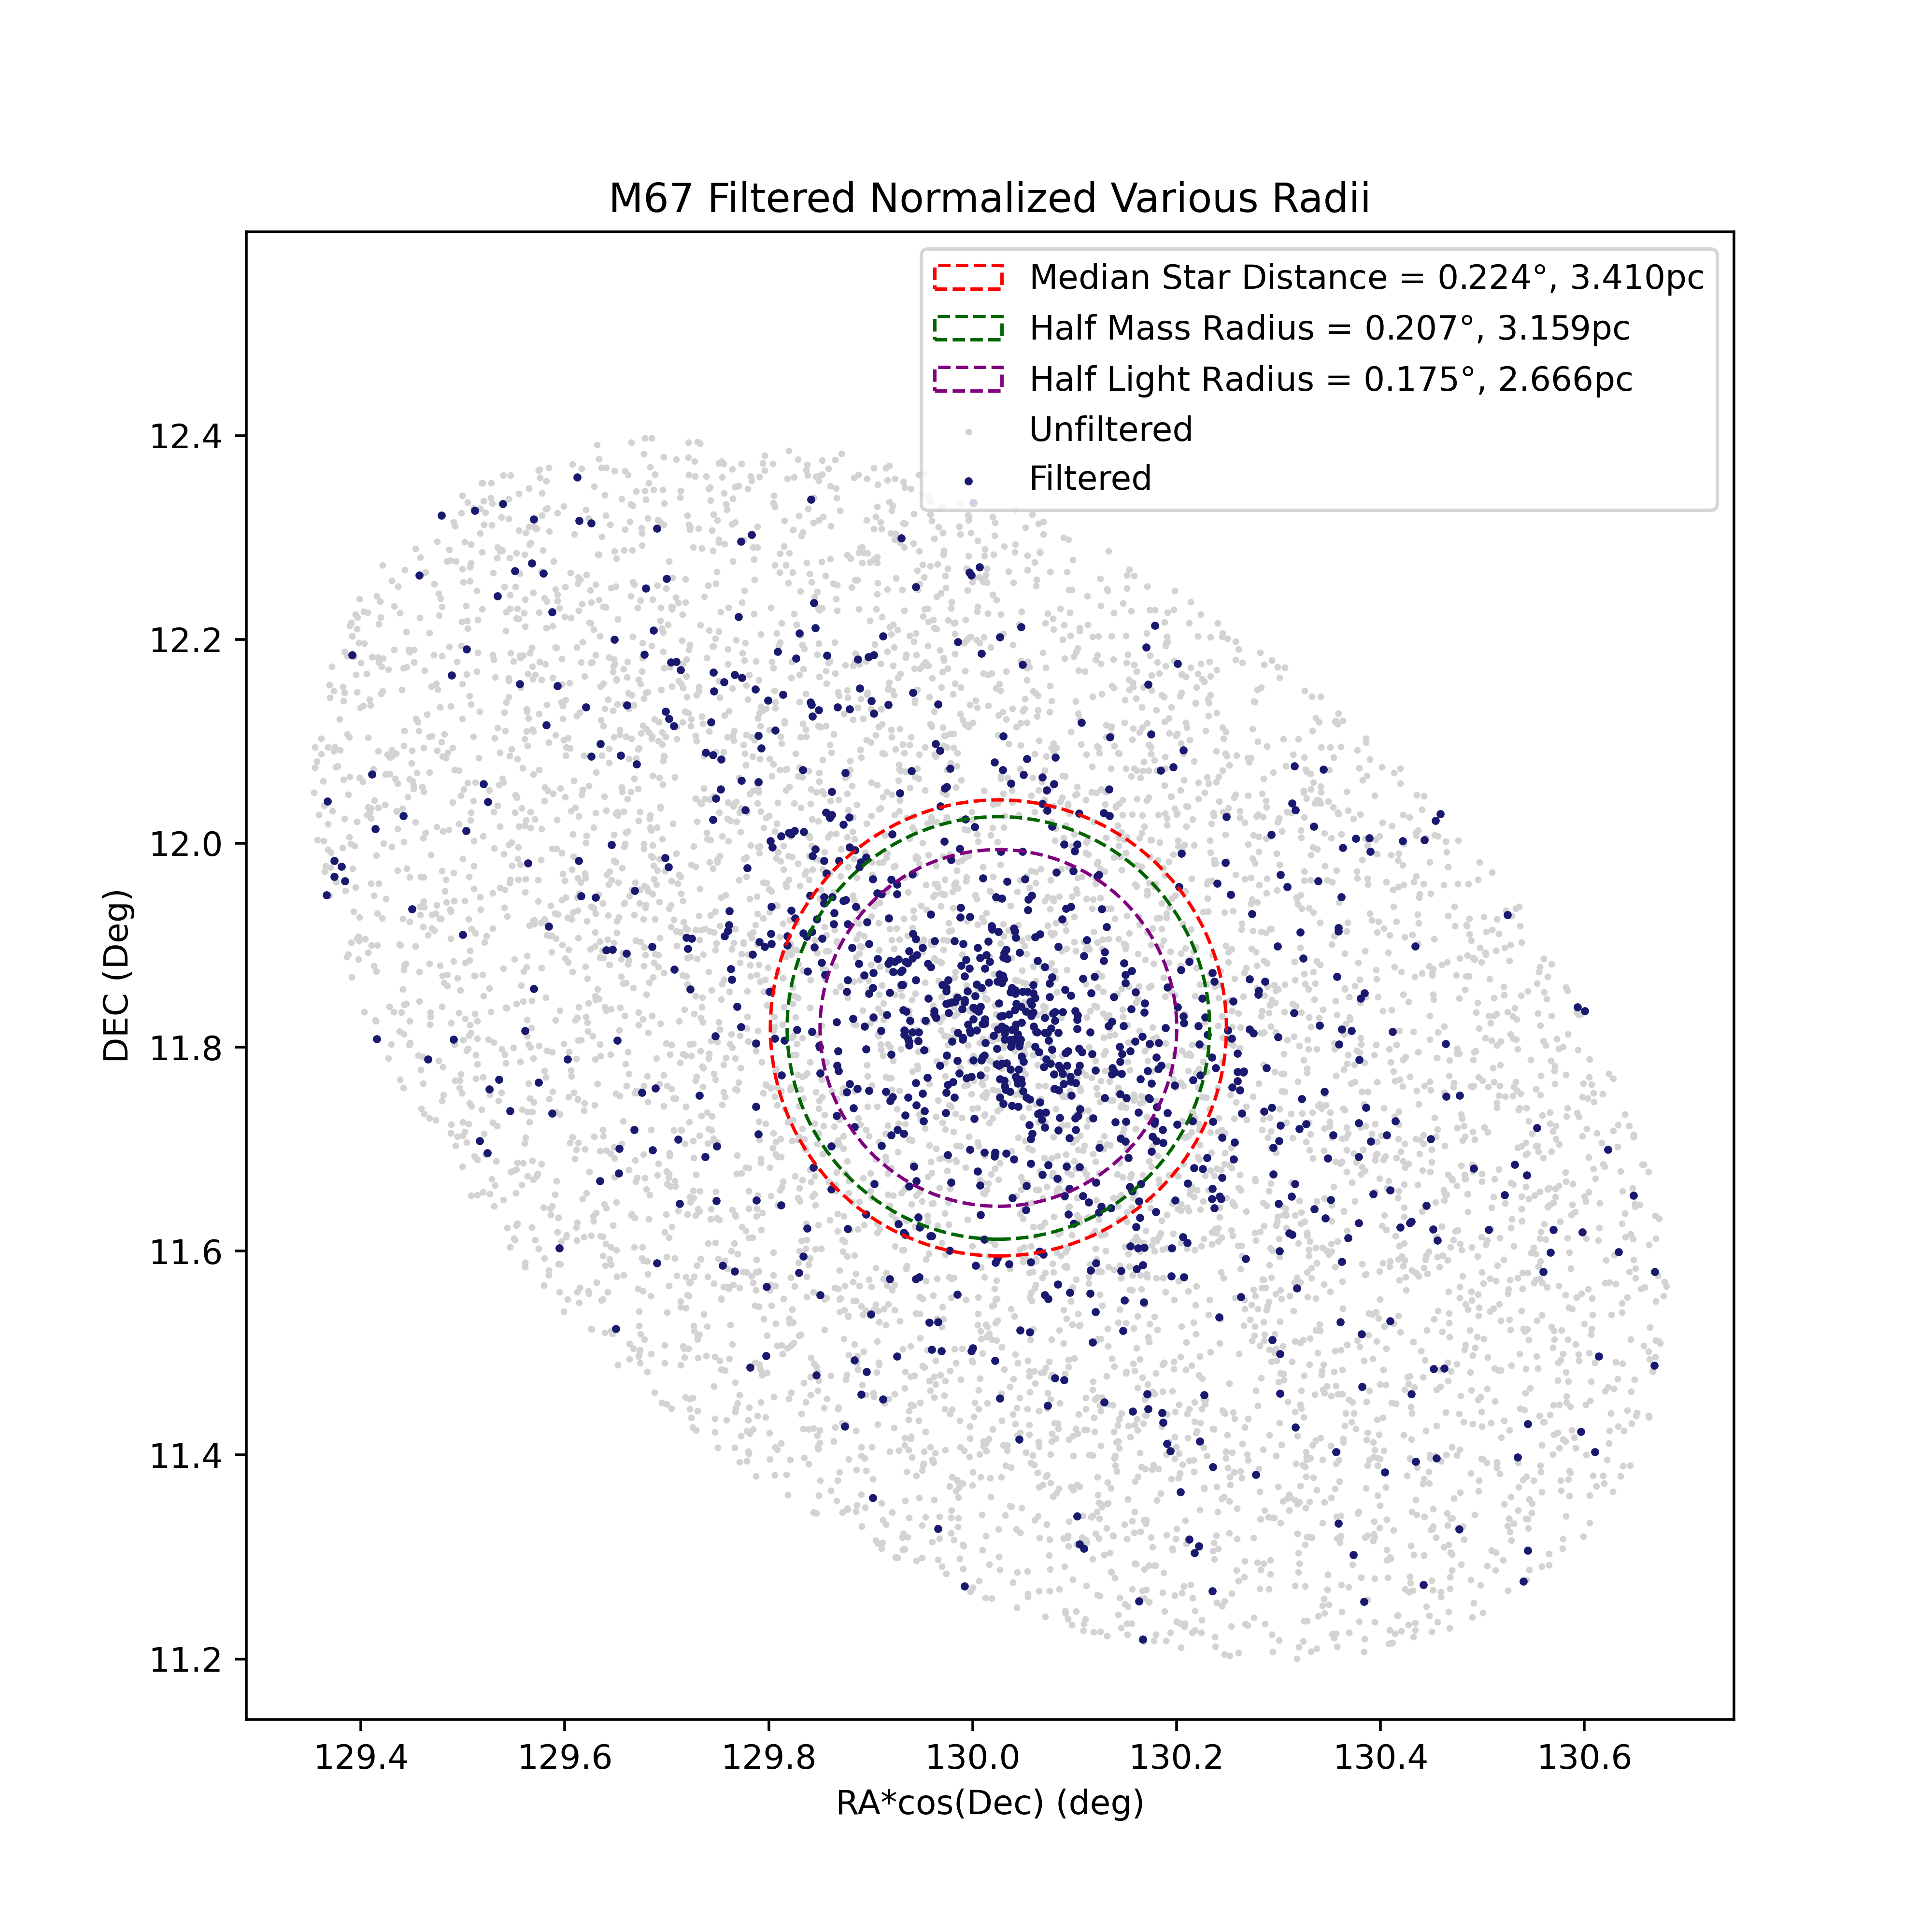 M67 Filtered Normalized Various Radii
Median Star Distance = 0.224°, 3.410pc
Half Mass Radius = 0.207°, 3.159pc
Half Light Radius = 0.175°, 2.666pc
Unfiltered
Filtered
12.4
12.2
12.0
11.8
11.6
11.4
11.2
DEC (Deg)
129.4 129.6 129.8 130.0 130.2 130.4 130.6
RA*cos(Dec) (deg)